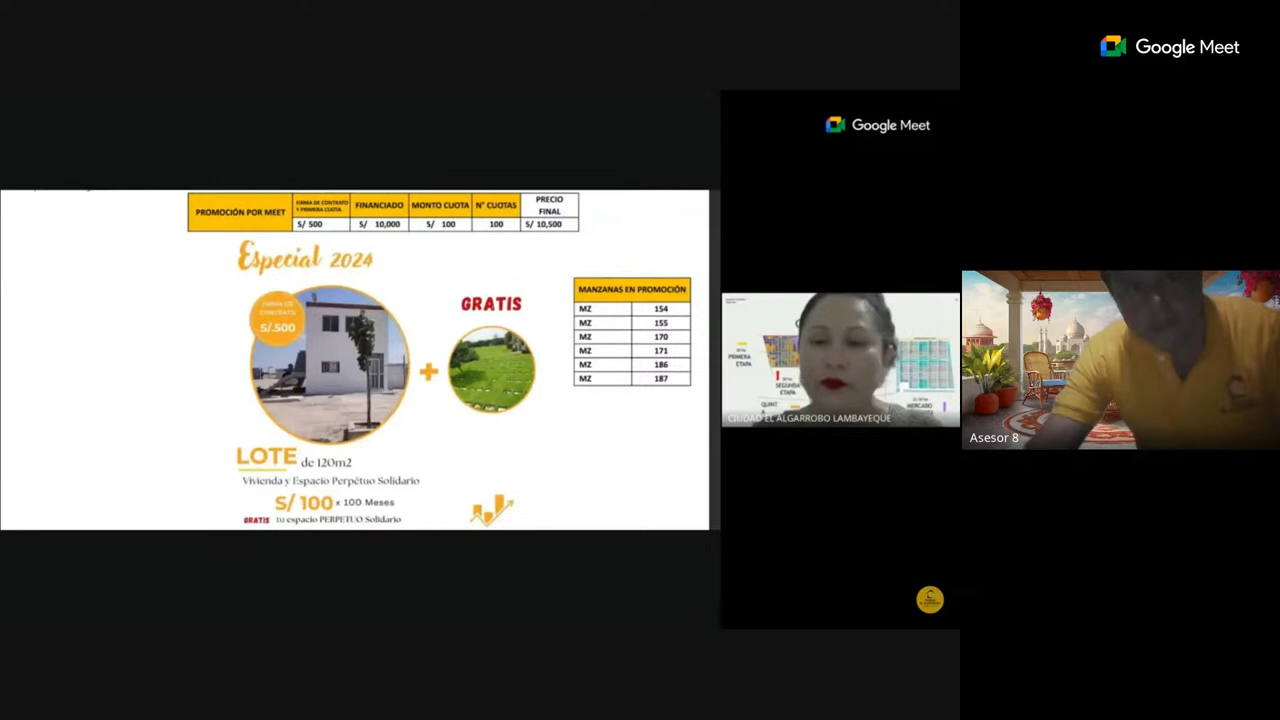 PROMOCIÓN POR MEET
FIRMA DE CONTRATO
Y PRIMERA CUOTA
FINANCIADO
MONTO CUOTA
N° CUOTAS
PRECIO
FINAL
S/ 500
S/ 10,000
S/ 100
100
S/ 10,500
Especial 2024
FIRMA DE
CONTRATO
S/.500
GRATIS
MANZANAS EN PROMOCIÓN
MZ 154
MZ 155
MZ 170
MZ 171
MZ 186
MZ 187
LOTE de 120m2
Vivienda y Espacio Perpétuo Solidario
S/ 100 x 100 Meses
GRATIS tu espacio PERPETUO Solidario
Google Meet
PRIMERA
ETAPA
SEGUNDA
ETAPA
QUINT
MERCADO
CIUDAD EL ALGARROBO LAMBAYEQUE
Google Meet
Asesor 8